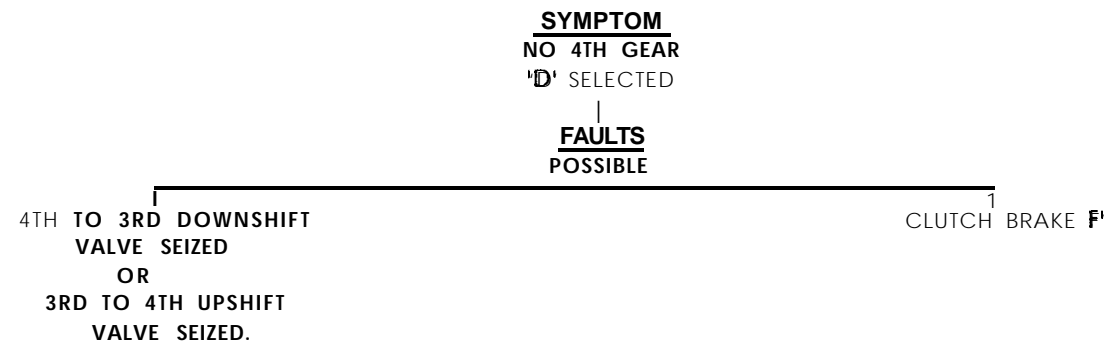 SYMPTOM
NO 4TH GEAR
'D' SELECTED
FAULTS
POSSIBLE
4TH TO 3RD DOWNSHIFT
VALVE SEIZED
OR
3RD TO 4TH UPSHIFT
VALVE SEIZED.
CLUTCH BRAKE F'